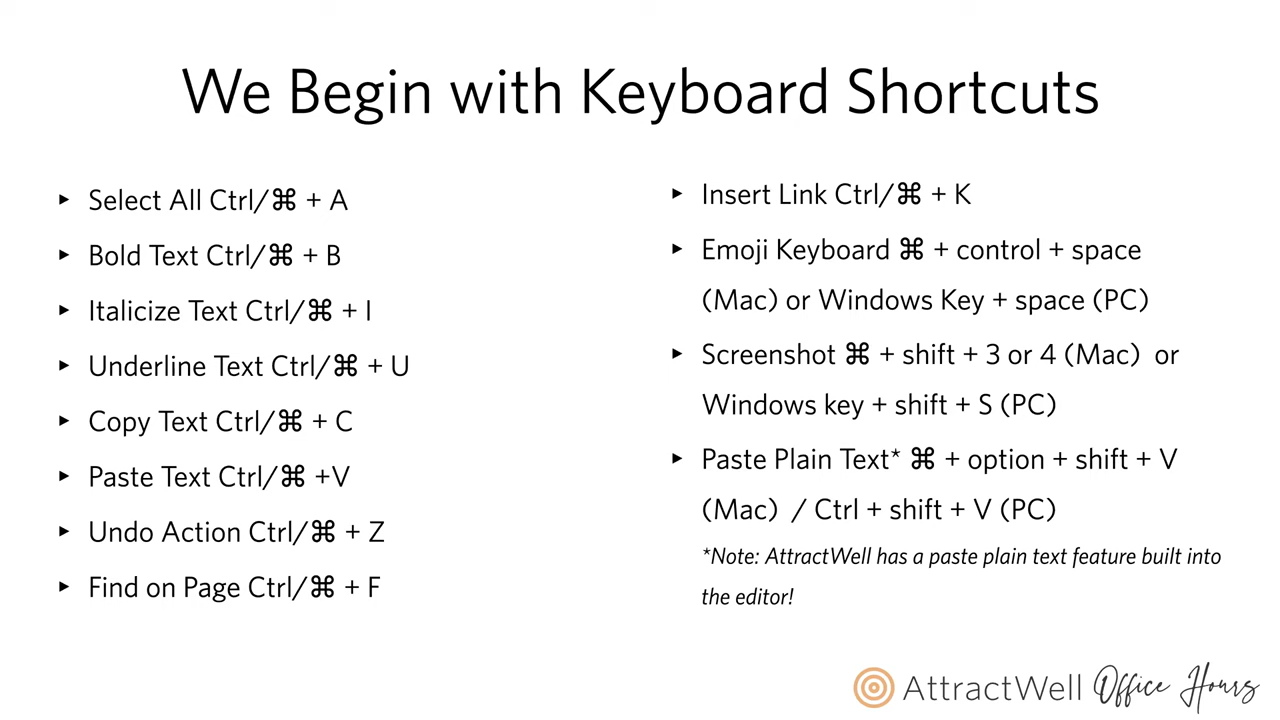 We Begin with Keyboard Shortcuts
▸ Select All Ctrl/⌘ + A
▸ Bold Text Ctrl/⌘ + B
▸ Italicize Text Ctrl/⌘ + I
▸ Underline Text Ctrl/⌘ + U
▸ Copy Text Ctrl/⌘ + C
▸ Paste Text Ctrl/⌘ +V
▸ Undo Action Ctrl/⌘ + Z
▸ Find on Page Ctrl/⌘ + F
▸ Insert Link Ctrl/⌘ + K
▸ Emoji Keyboard ⌘ + control + space
(Mac) or Windows Key + space (PC)
▸ Screenshot ⌘ + shift + 3 or 4 (Mac) or
Windows key + shift + S (PC)
▸ Paste Plain Text* ⌘ + option + shift + V
(Mac) / Ctrl + shift + V (PC)
*Note: AttractWell has a paste plain text feature built into
the editor!
AttractWell Office Hours